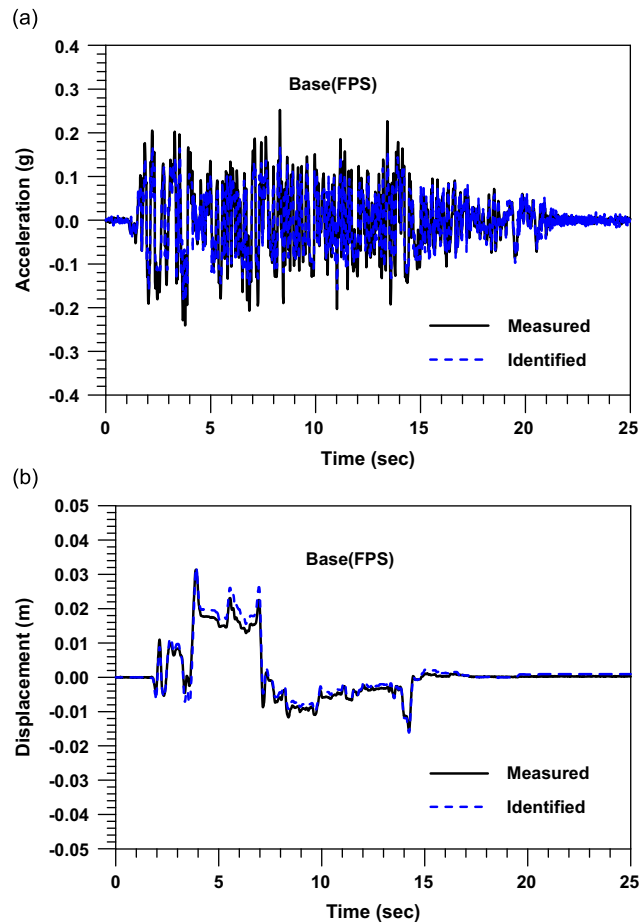 (a)
0.4
0.3
0.2
0.1
0.0
-0.1
-0.2
-0.3
-0.4
Acceleration (g)
Base(FPS)
Measured
Identified
0 5 10 15 20 25
Time (sec)
(b)
0.05
0.04
0.03
0.02
0.01
0.00
-0.01
-0.02
-0.03
-0.04
-0.05
Displacement (m)
Base(FPS)
Measured
Identified
0 5 10 15 20 25
Time (sec)